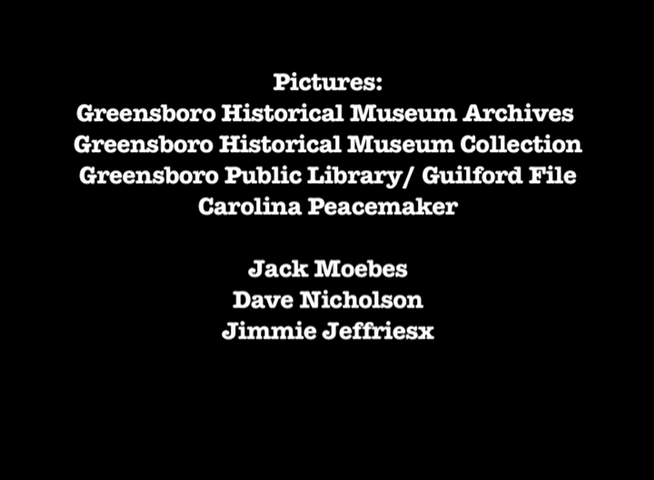 Pictures:
Greensboro Historical Museum Archives
Greensboro Historical Museum Collection
Greensboro Public Library/ Guilford File
Carolina Peacemaker
Jack Moebes
Dave Nicholson
Jimmie Jeffriesx